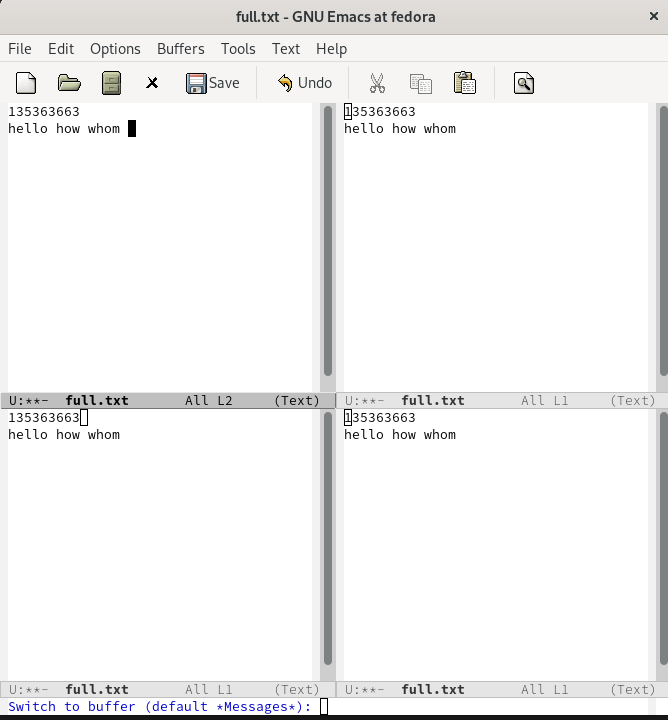 full.txt - GNU Emacs at fedora
File Edit Options Buffers Tools Text Help
Save Undo
135363663
hello how whom
U:**- full.txt All L2 (Text)
135363663
hello how whom
U:**- full.txt All L1 (Text)
135363663
hello how whom
U:**- full.txt All L1 (Text)
135363663
hello how whom
U:**- full.txt All L1 (Text)
Switch to buffer (default *Messages*):